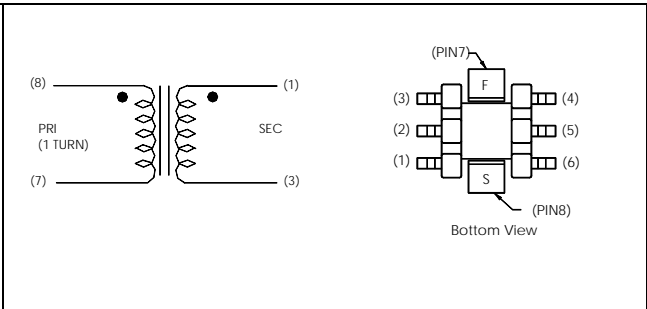 (8)
(1)
PRI
(1 TURN)
SEC
(7)
(3)
(PIN7)
F
(3)
(4)
(2)
(5)
(1)
(6)
S
(PIN8)
Bottom View